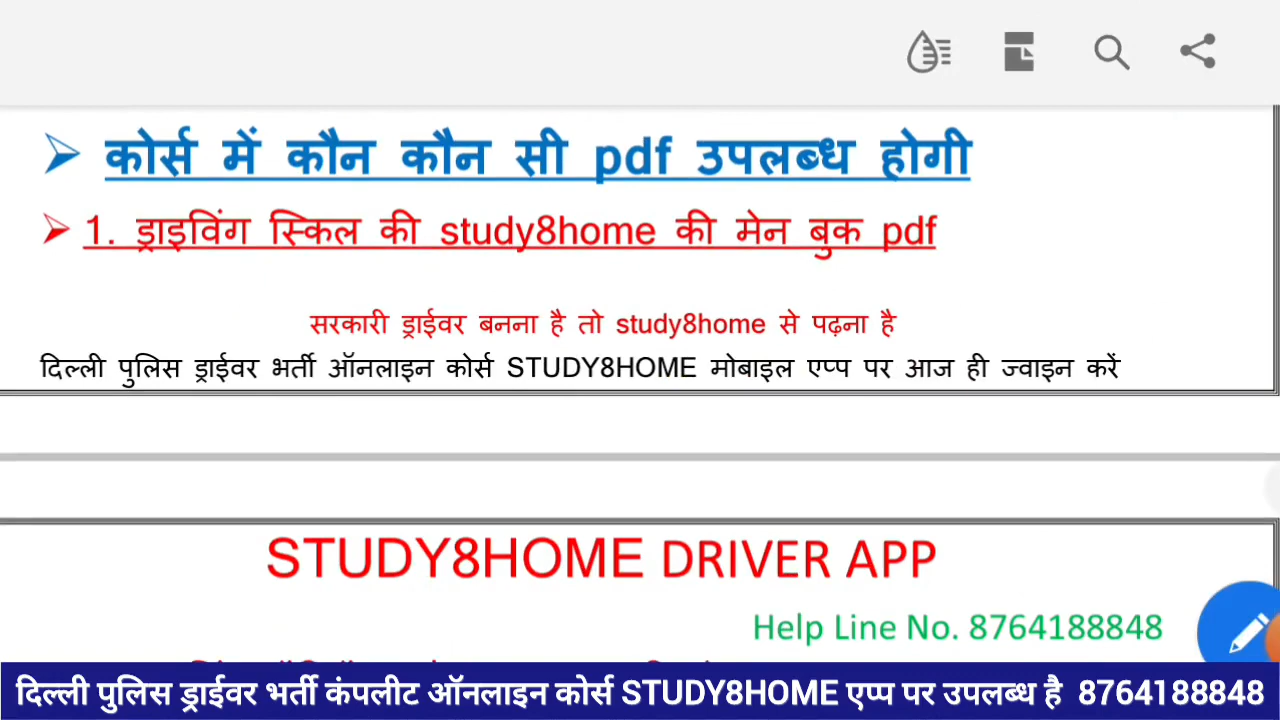 कोर्स में कौन कौन सी pdf उपलब्ध होगी
1. ड्राइविंग स्किल की study8home की मेन बुक pdf
सरकारी ड्राईवर बनना है तो study8home से पढ़ना है
दिल्ली पुलिस ड्राईवर भर्ती ऑनलाइन कोर्स STUDY8HOME मोबाइल एप्प पर आज ही ज्वाइन करें
STUDY8HOME DRIVER APP
Help Line No. 8764188848
दिल्ली पुलिस ड्राईवर भर्ती कंपलीट ऑनलाइन कोर्स STUDY8HOME एप्प पर उपलब्ध है 8764188848